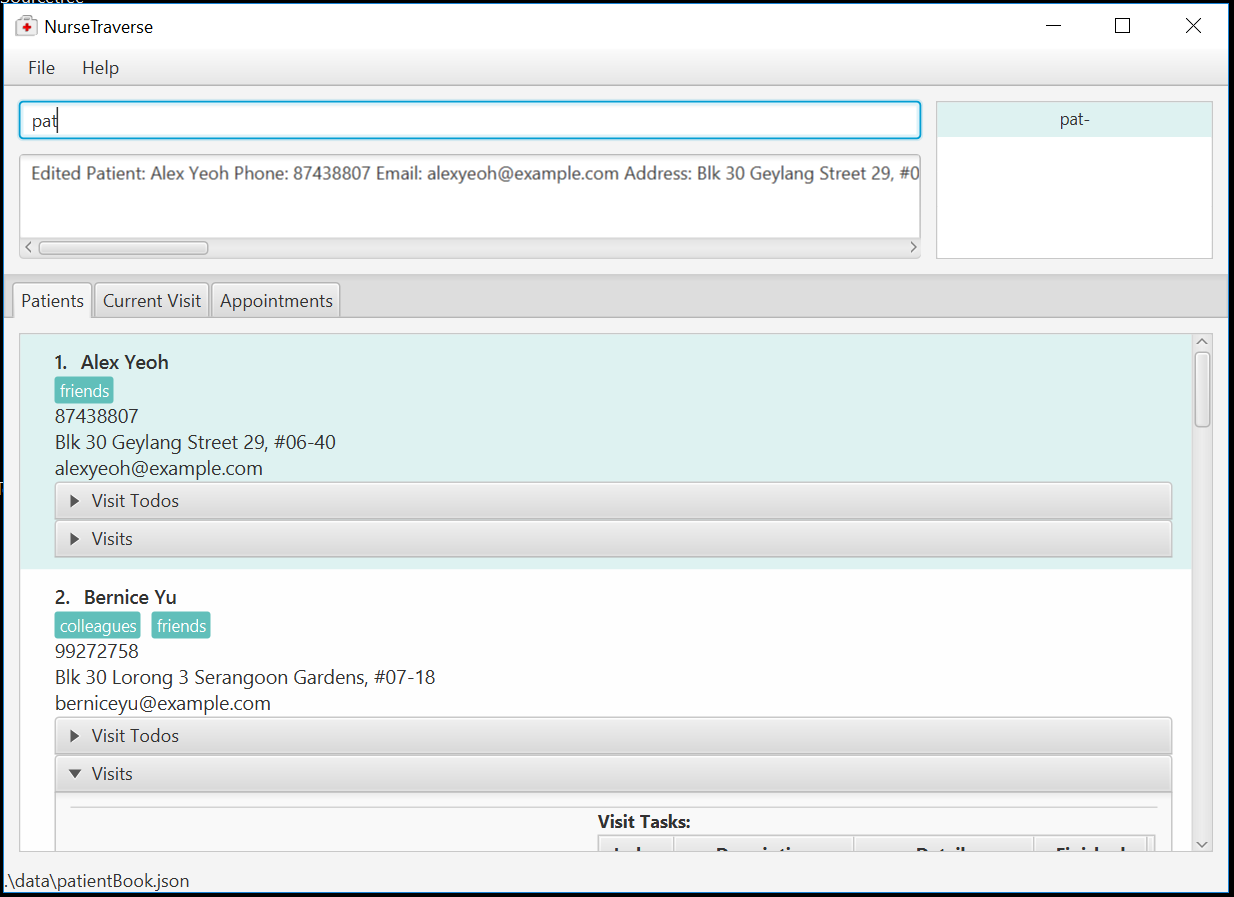 Sourcetree
NurseTraverse
File Help
pat
pat-
Edited Patient: Alex Yeoh Phone: 87438807 Email: alexyeoh@example.com Address: Blk 30 Geylang Street 29, #0
Patients Current Visit Appointments
1. Alex Yeoh
friends
87438807
Blk 30 Geylang Street 29, #06-40
alexyeoh@example.com
Visit Todos
Visits
2. Bernice Yu
colleagues friends
99272758
Blk 30 Lorong 3 Serangoon Gardens, #07-18
berniceyu@example.com
Visit Todos
Visits
Visit Tasks:
.\data\patientBook.json